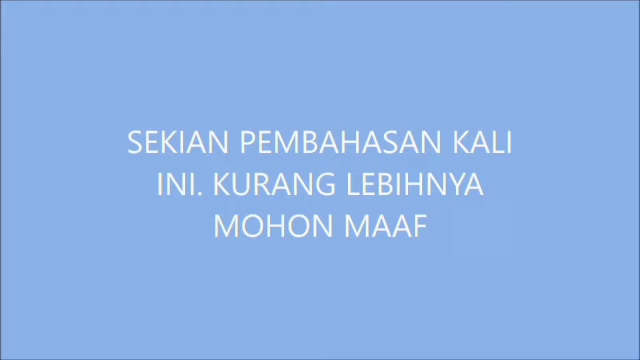 SEKIAN PEMBAHASAN KALI
INI. KURANG LEBIHNYA
MOHON MAAF